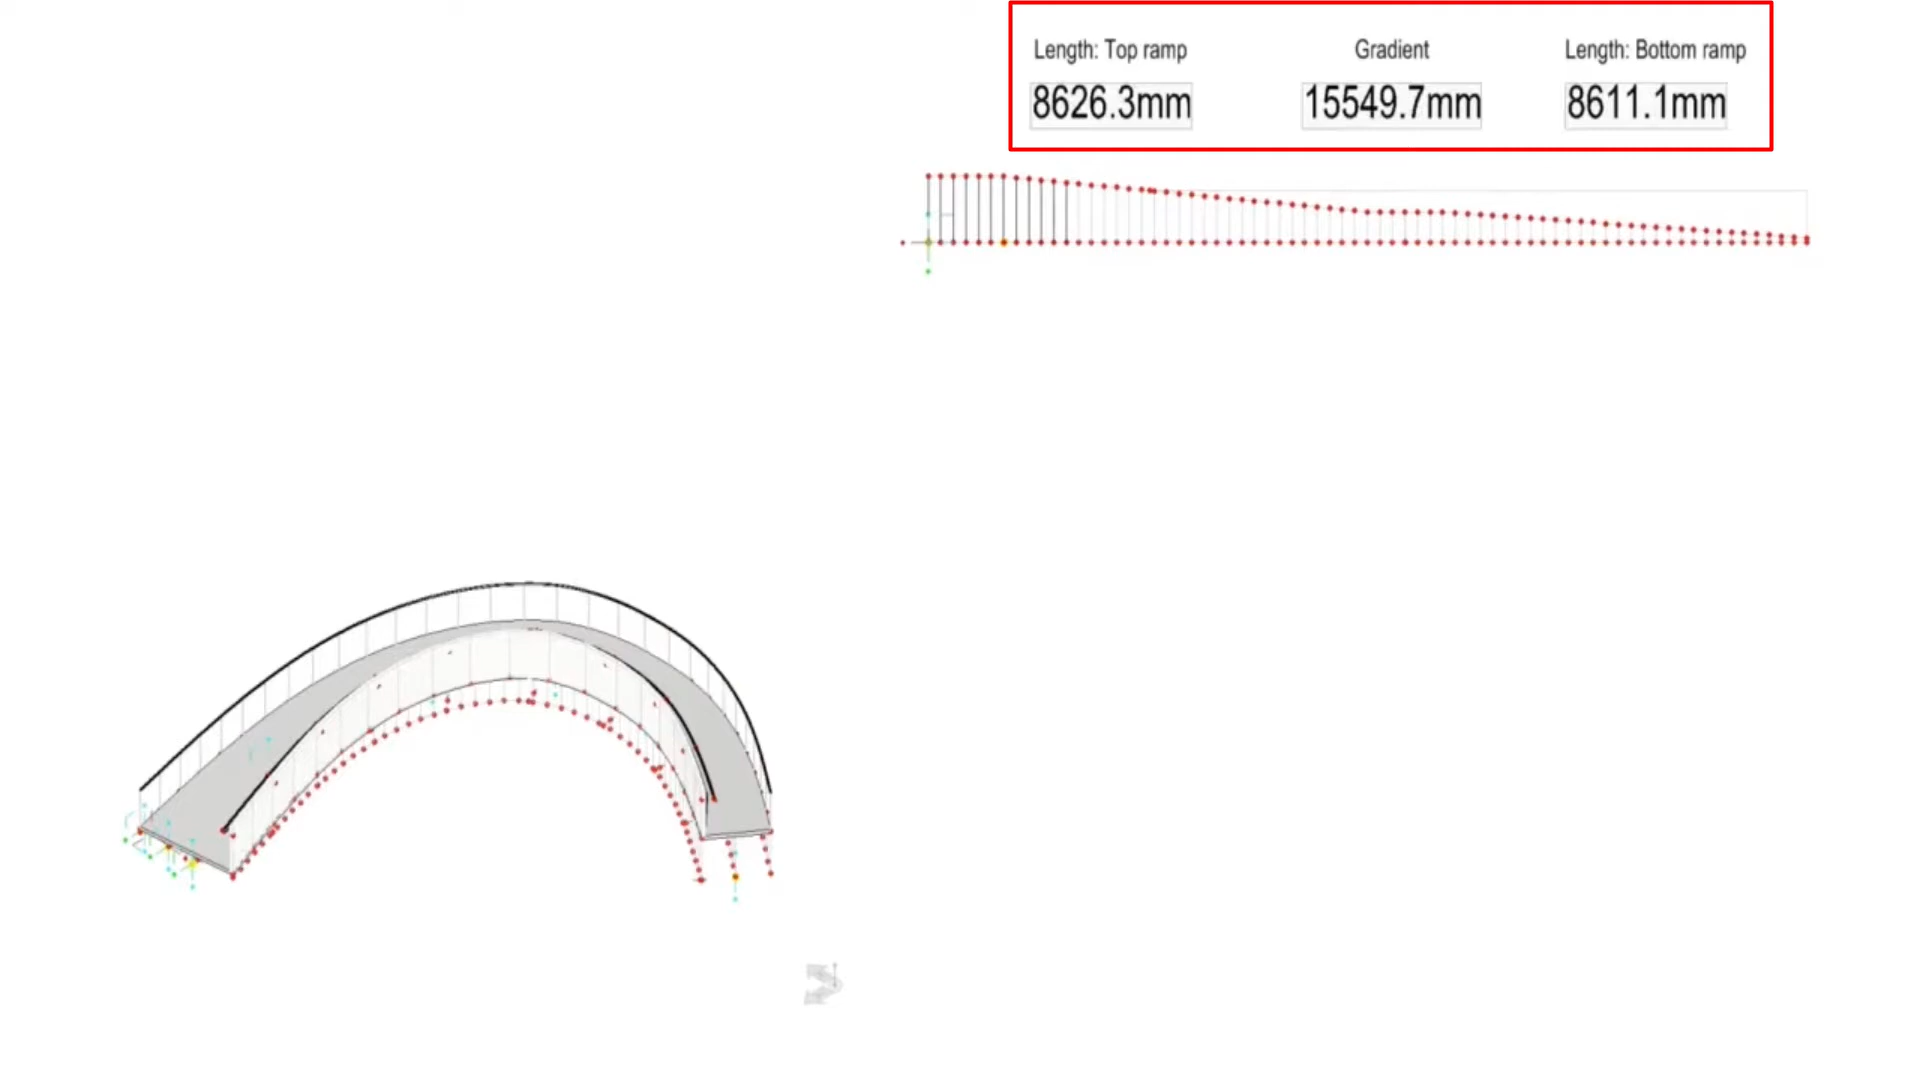 Length: Top ramp Gradient Length: Bottom ramp
8626.3mm 15549.7mm 8611.1mm